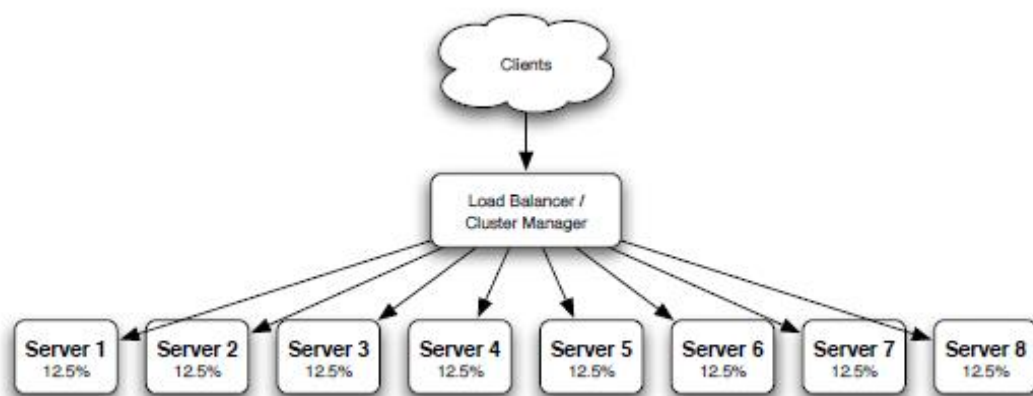 Clients
Load Balancer /
Cluster Manager
Server 1
12.5%
Server 2
12.5%
Server 3
12.5%
Server 4
12.5%
Server 5
12.5%
Server 6
12.5%
Server 7
12.5%
Server 8
12.5%